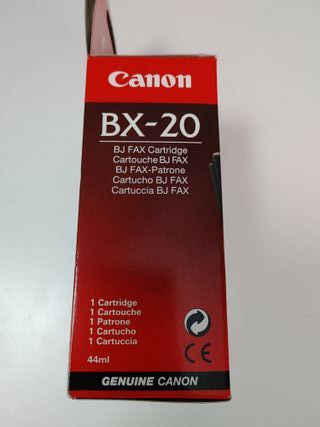 Canon
BX-20
BJ FAX Cartridge
Cartouche BJ FAX
BJ FAX-Patrone
Cartucho BJ FAX
Cartuccia BJ FAX
1 Cartridge
1 Cartouche
1 Patrone
1 Cartucho
1 Cartuccia
44ml
CE
GENUINE CANON